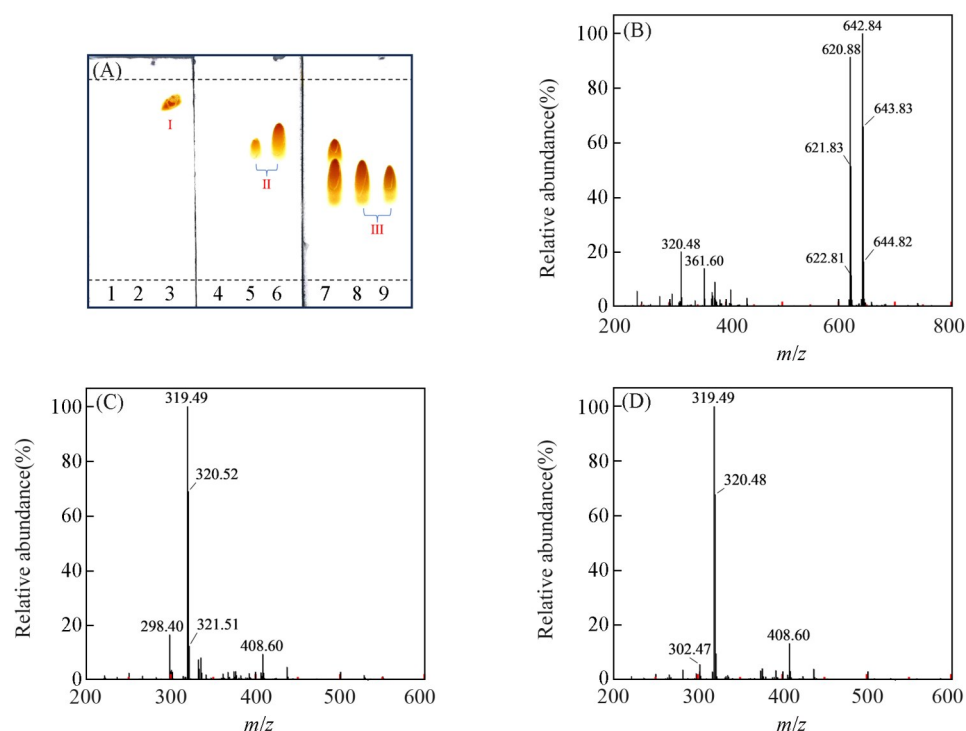 (A)
I
II
III
1 2 3 4 5 6 7 8 9
(B)
Relative abundance(%)
100
80
60
40
20
0
642.84
620.88
643.83
621.83
320.48
361.60
622.81
644.82
200 400 600 800
m/z
(C)
Relative abundance(%)
100
80
60
40
20
0
319.49
320.52
298.40
321.51
408.60
200 300 400 500 600
m/z
(D)
Relative abundance(%)
100
80
60
40
20
0
319.49
320.48
302.47
408.60
200 300 400 500 600
m/z